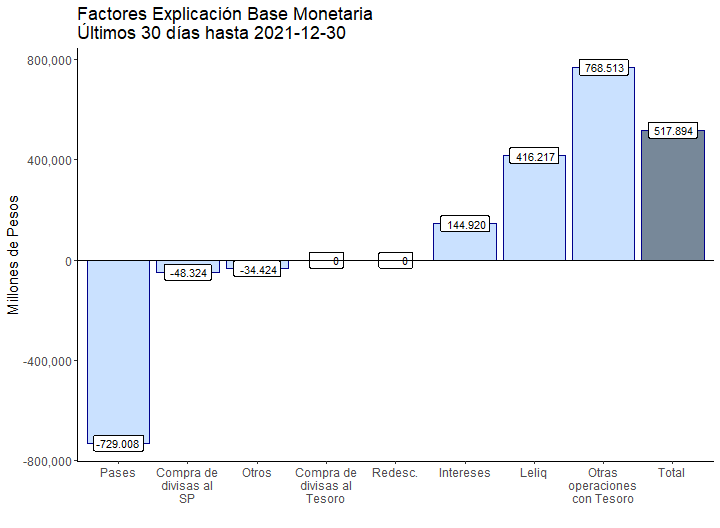 Factores Explicación Base Monetaria
Últimos 30 días hasta 2021-12-30
Millones de Pesos
800,000
400,000
0
-400,000
-800,000
-729.008
-48.324
-34.424
0
0
144.920
416.217
768.513
517.894
Pases
Compra de
divisas al
SP
Otros
Compra de
divisas al
Tesoro
Redesc.
Intereses
Leliq
Otras
operaciones
con Tesoro
Total